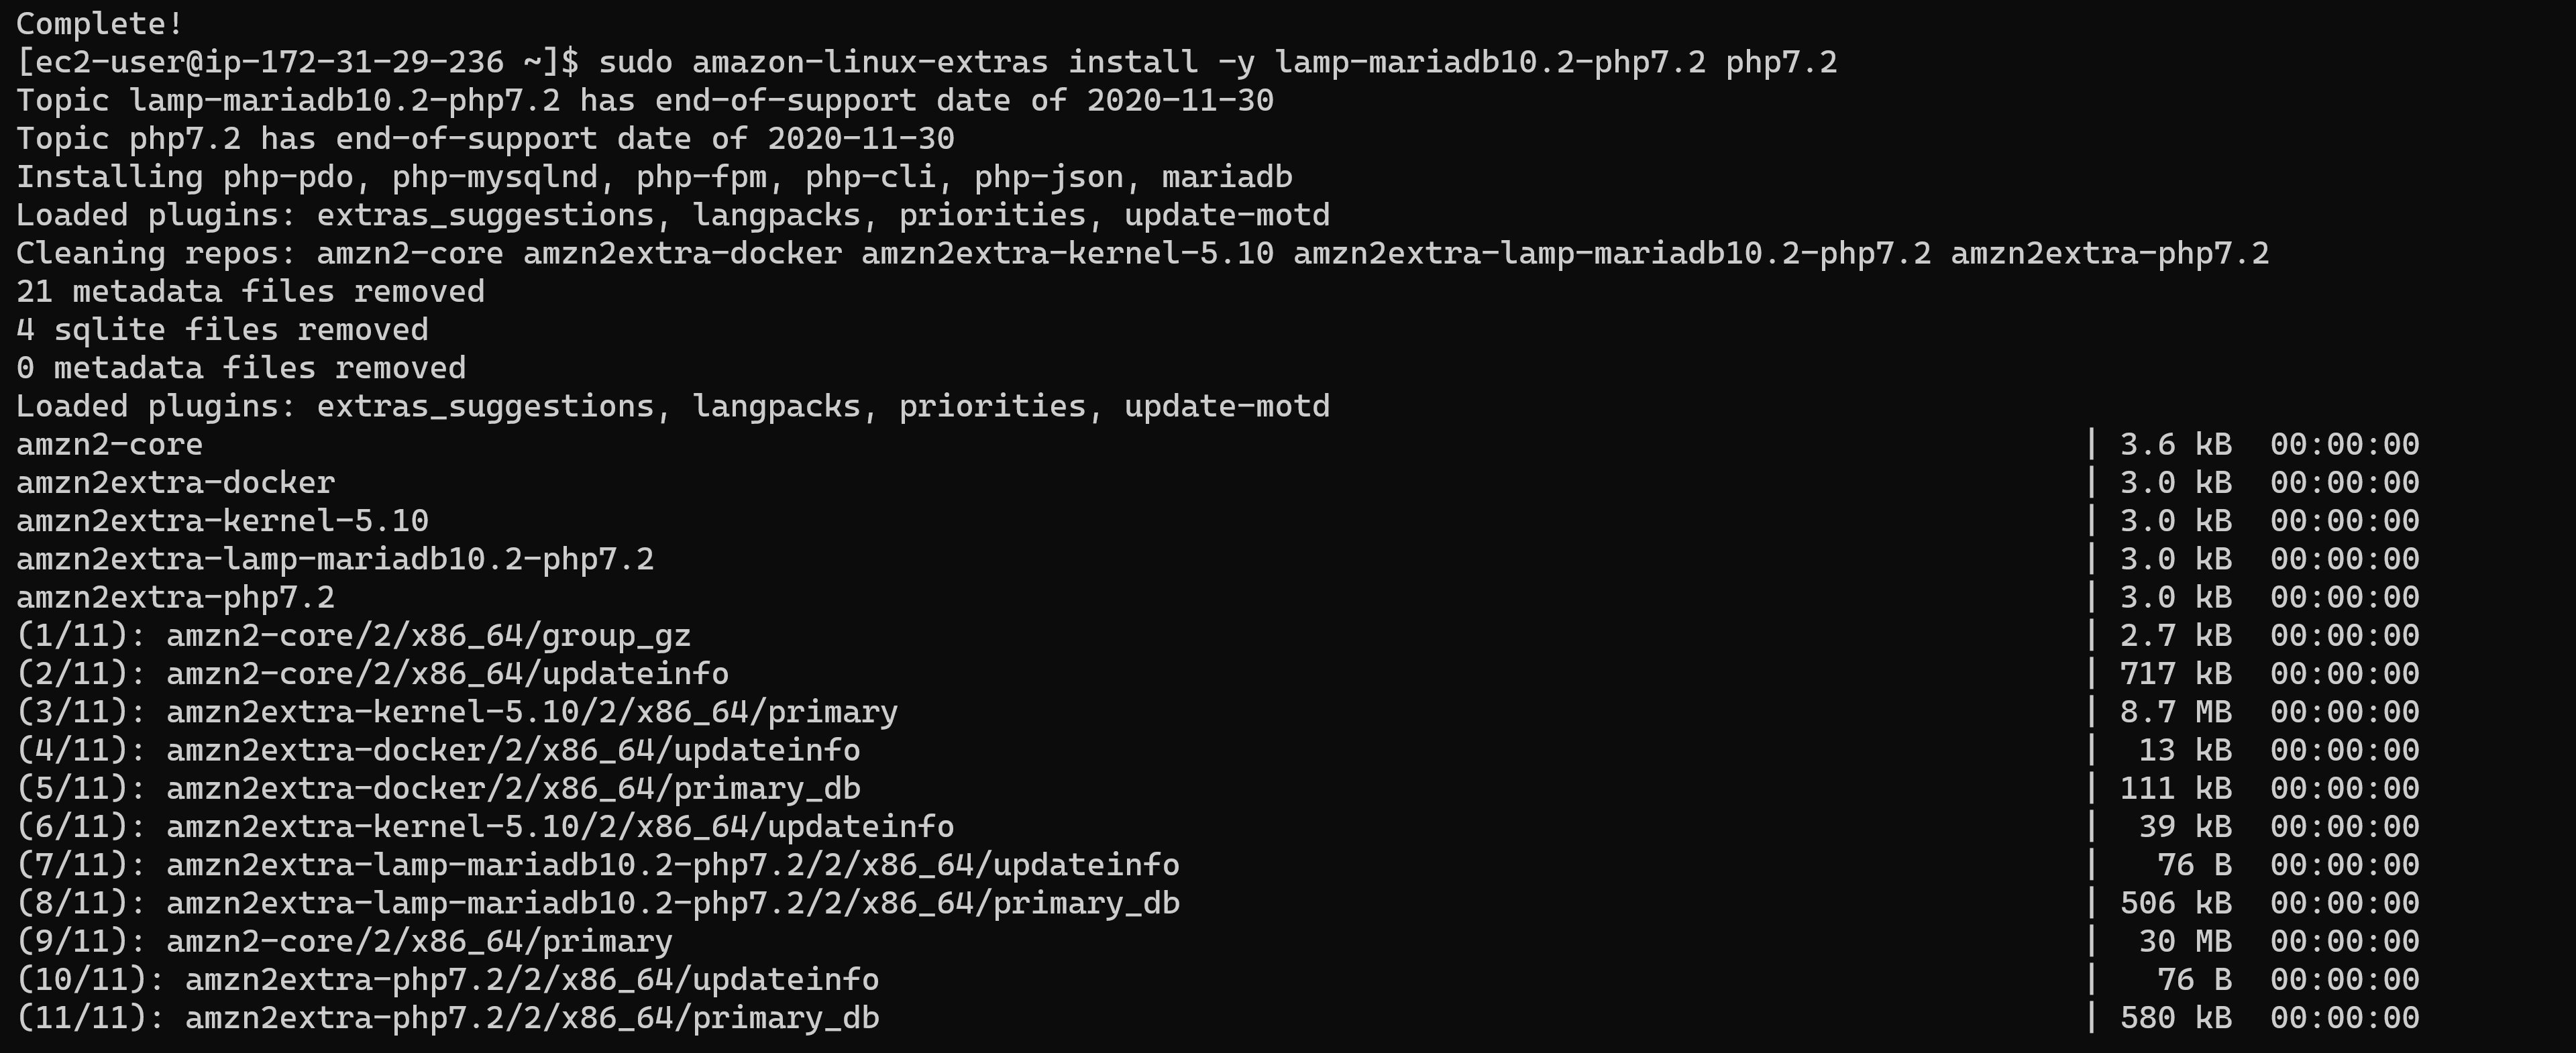 Complete!
[ec2-user@ip-172-31-29-236 ~]$ sudo amazon-linux-extras install -y lamp-mariadb10.2-php7.2 php7.2
Topic lamp-mariadb10.2-php7.2 has end-of-support date of 2020-11-30
Topic php7.2 has end-of-support date of 2020-11-30
Installing php-pdo, php-mysqlnd, php-fpm, php-cli, php-json, mariadb
Loaded plugins: extras_suggestions, langpacks, priorities, update-motd
Cleaning repos: amzn2-core amzn2extra-docker amzn2extra-kernel-5.10 amzn2extra-lamp-mariadb10.2-php7.2 amzn2extra-php7.2
21 metadata files removed
4 sqlite files removed
0 metadata files removed
Loaded plugins: extras_suggestions, langpacks, priorities, update-motd
amzn2-core | 3.6 kB 00:00:00
amzn2extra-docker | 3.0 kB 00:00:00
amzn2extra-kernel-5.10 | 3.0 kB 00:00:00
amzn2extra-lamp-mariadb10.2-php7.2 | 3.0 kB 00:00:00
amzn2extra-php7.2 | 3.0 kB 00:00:00
(1/11): amzn2-core/2/x86_64/group_gz | 2.7 kB 00:00:00
(2/11): amzn2-core/2/x86_64/updateinfo | 717 kB 00:00:00
(3/11): amzn2extra-kernel-5.10/2/x86_64/primary | 8.7 MB 00:00:00
(4/11): amzn2extra-docker/2/x86_64/updateinfo | 13 kB 00:00:00
(5/11): amzn2extra-docker/2/x86_64/primary_db | 111 kB 00:00:00
(6/11): amzn2extra-kernel-5.10/2/x86_64/updateinfo | 39 kB 00:00:00
(7/11): amzn2extra-lamp-mariadb10.2-php7.2/2/x86_64/updateinfo | 76 B 00:00:00
(8/11): amzn2extra-lamp-mariadb10.2-php7.2/2/x86_64/primary_db | 506 kB 00:00:00
(9/11): amzn2-core/2/x86_64/primary | 30 MB 00:00:00
(10/11): amzn2extra-php7.2/2/x86_64/updateinfo | 76 B 00:00:00
(11/11): amzn2extra-php7.2/2/x86_64/primary_db | 580 kB 00:00:00